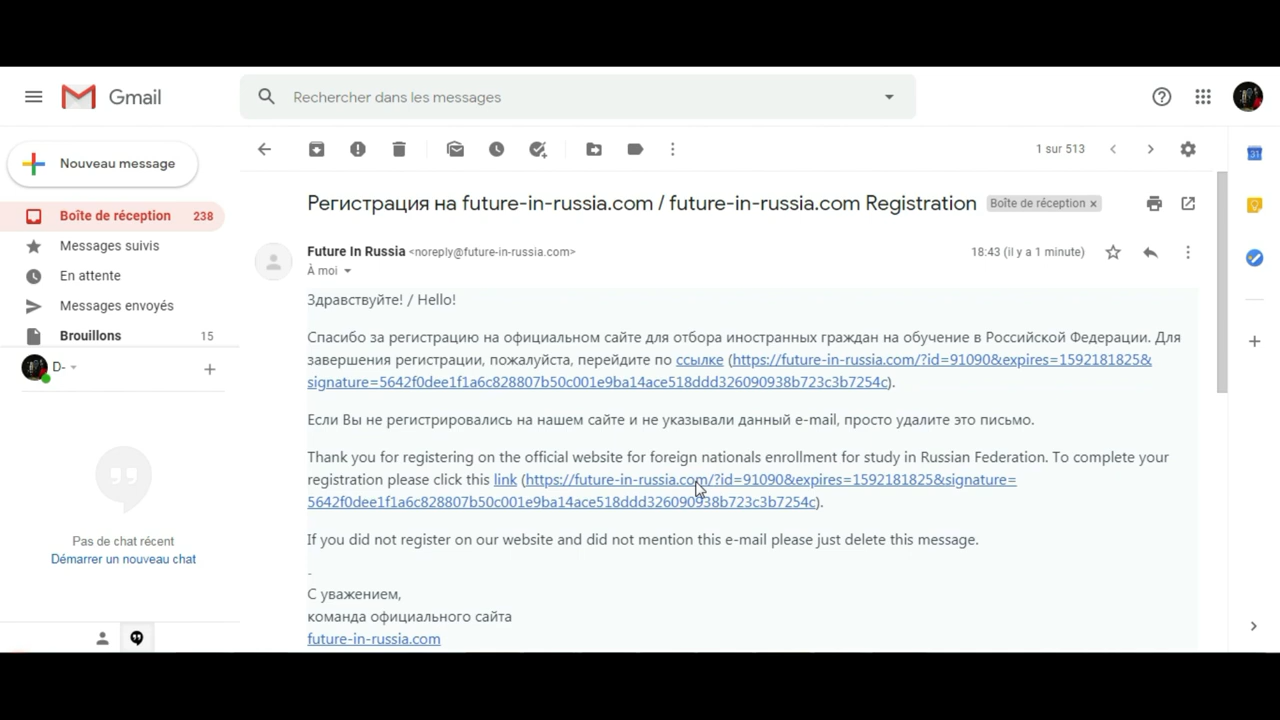 Gmail
Rechercher dans les messages
Nouveau message
1 sur 513
31
Boîte de réception 238
Регистрация на future-in-russia.com / future-in-russia.com Registration
Boîte de réception ×
Messages suivis
Future In Russia <noreply@future-in-russia.com>
18:43 (il y a 1 minute)
À moi
En attente
Messages envoyés
Brouillons 15
D-
Здравствуйте! / Hello!
Спасибо за регистрацию на официальном сайте для отбора иностранных граждан на обучение в Российской Федерации. Для
завершения регистрации, пожалуйста, перейдите по ссылке (https://future-in-russia.com/?id=91090&expires=1592181825&
signature=5642f0dee1f1a6c828807b50c001e9ba14ace518ddd326090938b723c3b7254c).
Если Вы не регистрировались на нашем сайте и не указывали данный e-mail, просто удалите это письмо.
Thank you for registering on the official website for foreign nationals enrollment for study in Russian Federation. To complete your
registration please click this link (https://future-in-russia.com/?id=91090&expires=1592181825&signature=
5642f0dee1f1a6c828807b50c001e9ba14ace518ddd326090938b723c3b7254c).
If you did not register on our website and did not mention this e-mail please just delete this message.
-
С уважением,
команда официального сайта
future-in-russia.com
Pas de chat récent
Démarrer un nouveau chat